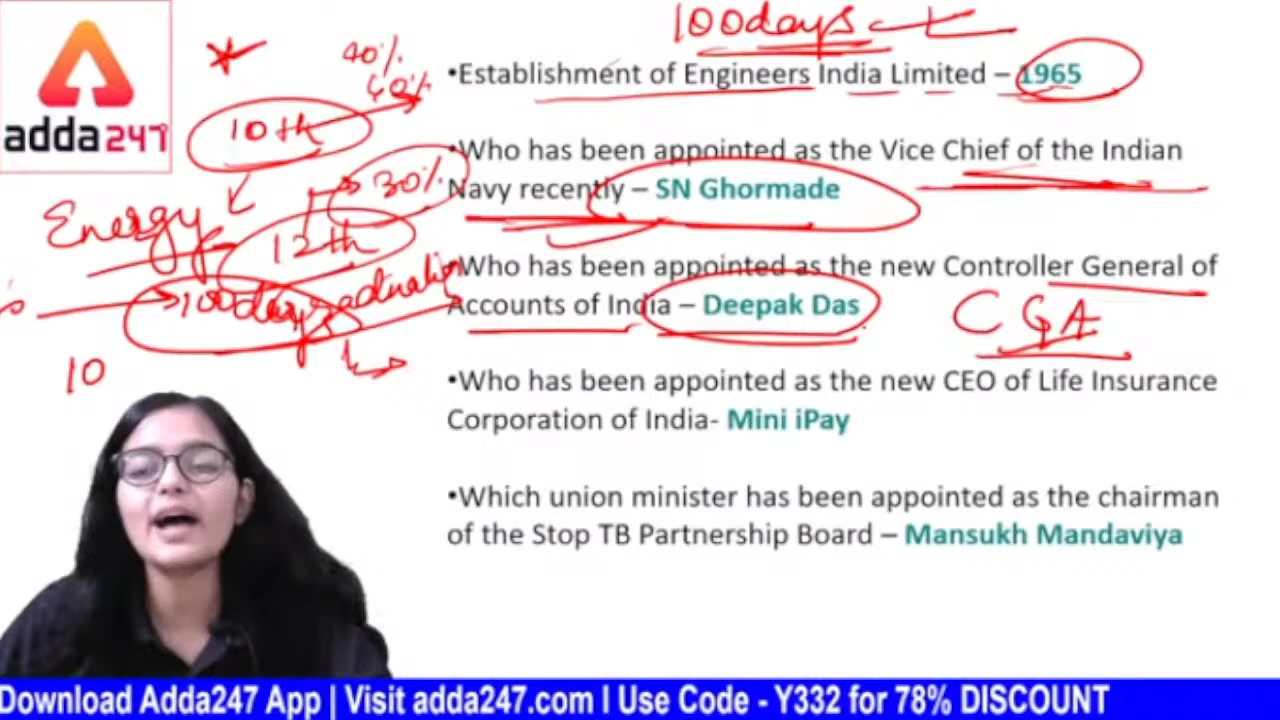 100days
40%
60%
•Establishment of Engineers India Limited – 1965
adda247
10th
•Who has been appointed as the Vice Chief of the Indian
Navy recently – SN Ghormade
30%
Energy
12th
•Who has been appointed as the new Controller General of
Accounts of India – Deepak Das
100days
graduation
CGA
10
•Who has been appointed as the new CEO of Life Insurance
Corporation of India- Mini iPay
•Which union minister has been appointed as the chairman
of the Stop TB Partnership Board – Mansukh Mandaviya
Download Adda247 App | Visit adda247.com I Use Code - Y332 for 78% DISCOUNT